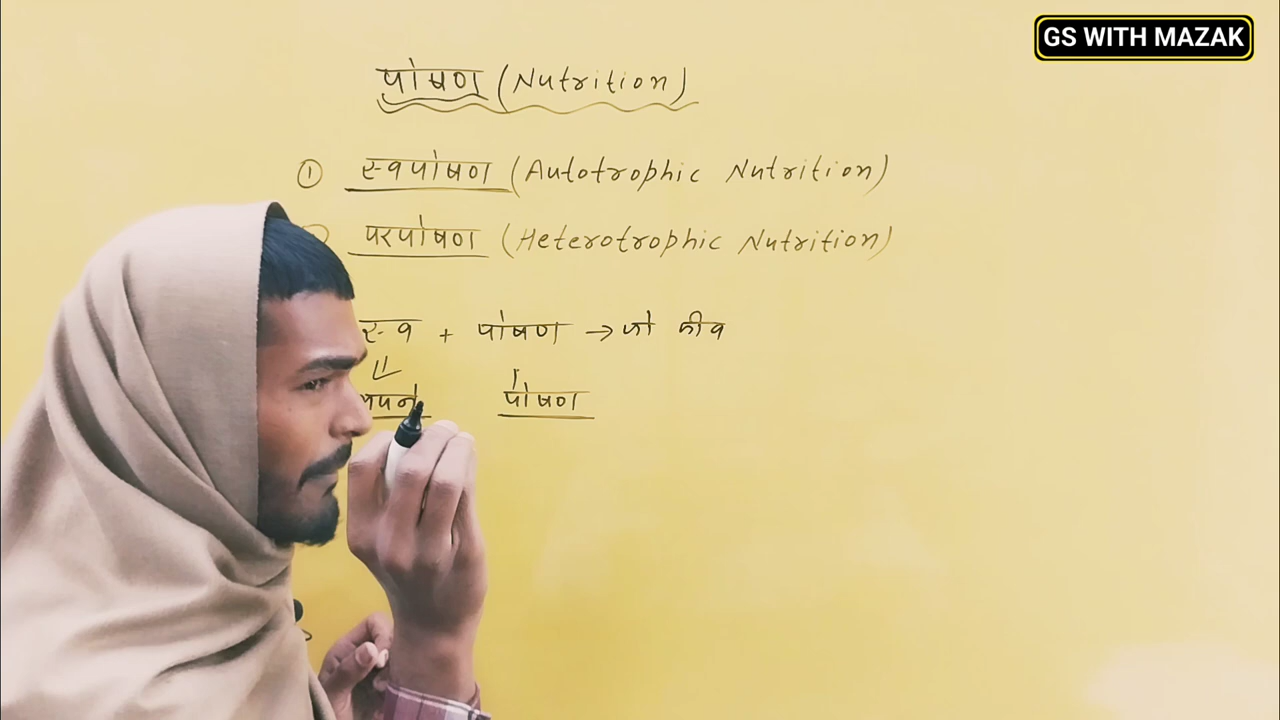 GS WITH MAZAK
पोषण (Nutrition)
① स्वपोषण (Autotrophic Nutrition)
परपोषण (Heterotrophic Nutrition)
स्व + पोषण → जो जीव
पोषण